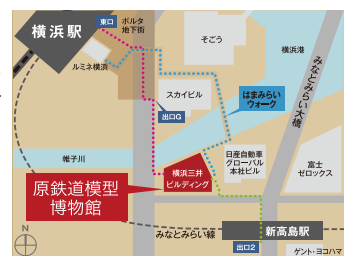 横浜駅
東口
ポルタ
地下街
そごう
横浜港
みなとみらい大橋
ルミネ横浜
スカイビル
はまみらい
ウォーク
出口G
帷子川
横浜三井
ビルディング
日産自動車
グローバル
本社ビル
富士
ゼロックス
原鉄道模型
博物館
みなとみらい線
新高島駅
出口2
N
ゲント・ヨコハマ